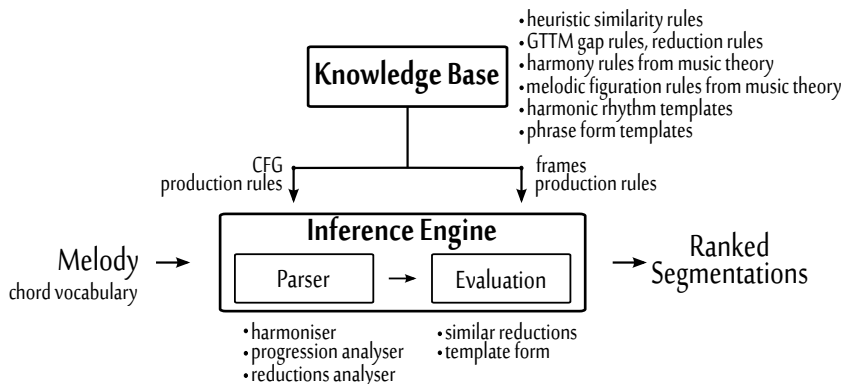 •heuristic similarity rules
•GTTM gap rules, reduction rules
•harmony rules from music theory
•melodic figuration rules from music theory
•harmonic rhythm templates
•phrase form templates
Knowledge Base
CFG
production rules
frames
production rules
Inference Engine
Melody
chord vocabulary
Parser
Evaluation
Ranked
Segmentations
•harmoniser
•progression analyser
•reductions analyser
•similar reductions
•template form